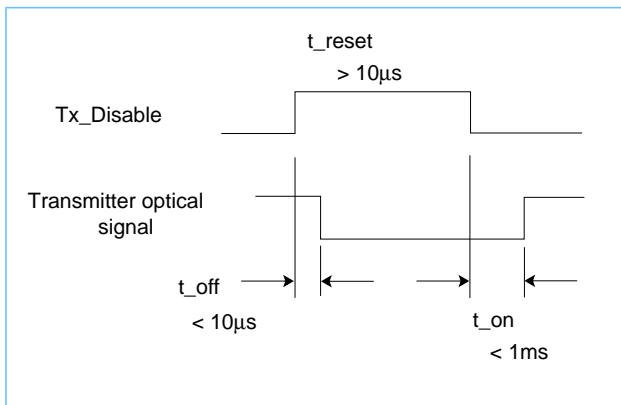 t_reset
> 10μs
Tx_Disable
Transmitter optical
signal
t_off
< 10μs
t_on
< 1ms